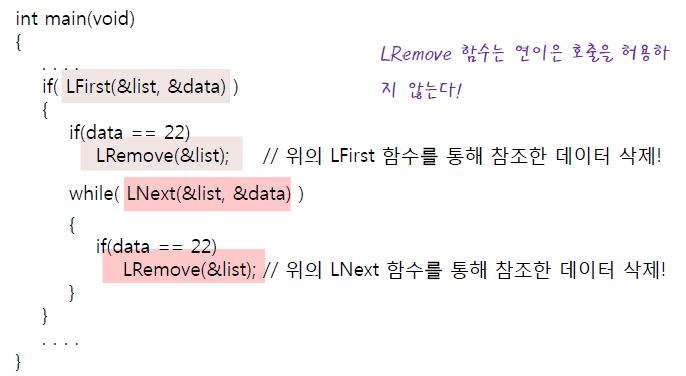 int main(void)
{
. . . .
LRemove 함수는 연이은 호출을 허용하
지 않는다!
if( LFirst(&list, &data) )
{
if(data == 22)
LRemove(&list); // 위의 LFirst 함수를 통해 참조한 데이터 삭제!
while( LNext(&list, &data) )
{
if(data == 22)
LRemove(&list); // 위의 LNext 함수를 통해 참조한 데이터 삭제!
}
}
. . . .
}